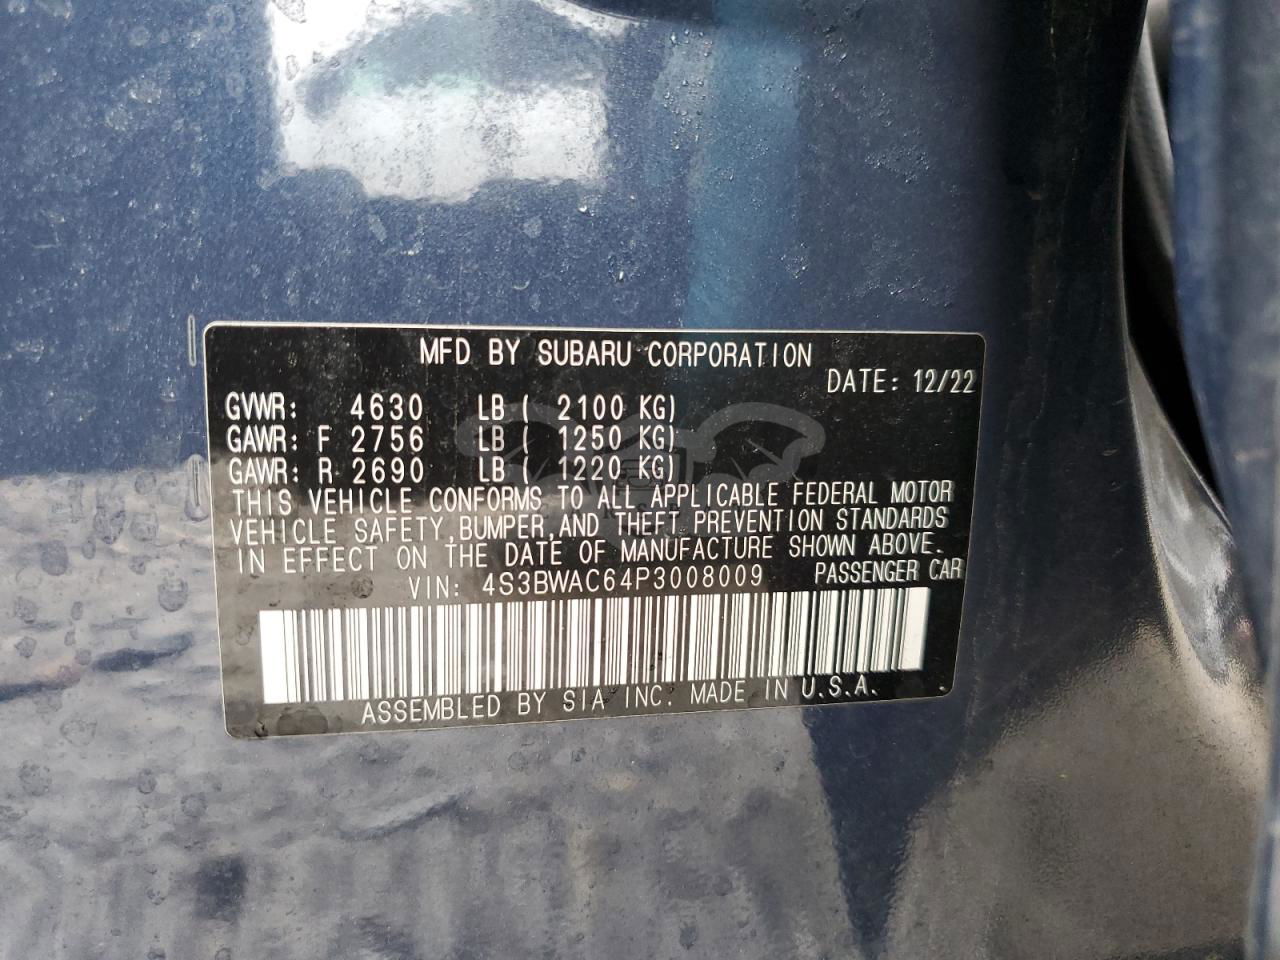 MFD BY SUBARU CORPORATION
DATE: 12/22
GVWR: 4630 LB ( 2100 KG)
GAWR: F 2756 LB ( 1250 KG)
GAWR: R 2690 LB ( 1220 KG)
THIS VEHICLE CONFORMS TO ALL APPLICABLE FEDERAL MOTOR
VEHICLE SAFETY,BUMPER,AND THEFT PREVENTION STANDARDS
IN EFFECT ON THE DATE OF MANUFACTURE SHOWN ABOVE.
VIN: 4S3BWAC64P3008009 PASSENGER CAR
ASSEMBLED BY SIA INC. MADE IN U.S.A.